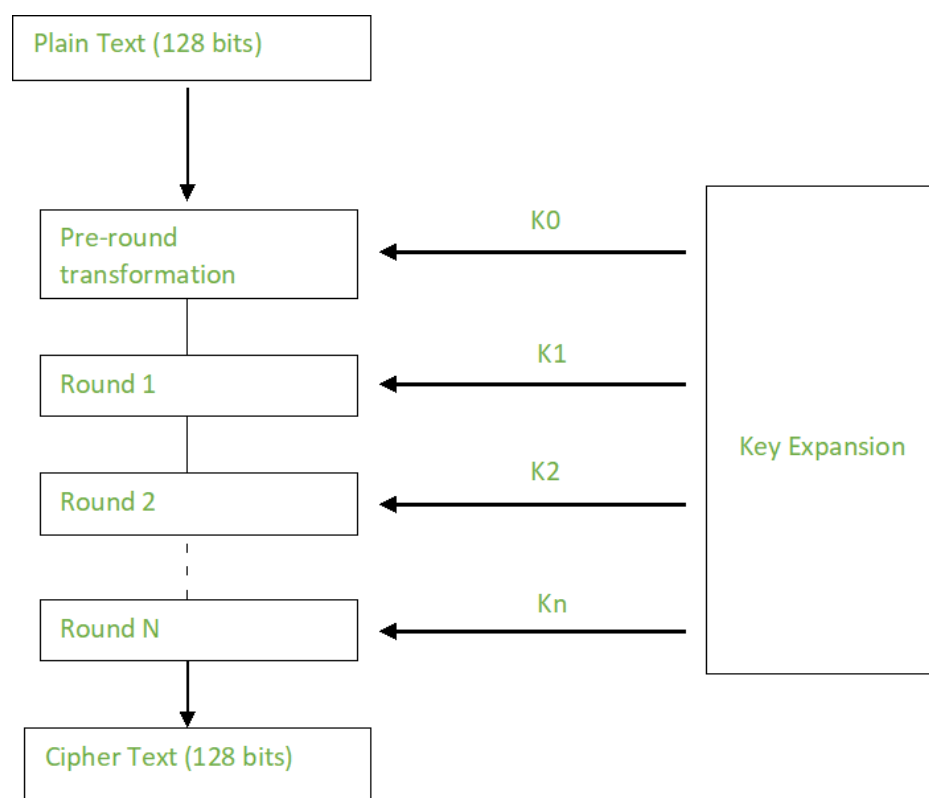 Plain Text (128 bits)
Pre-round
transformation
K0
Round 1
K1
Key Expansion
Round 2
K2
Round N
Kn
Cipher Text (128 bits)